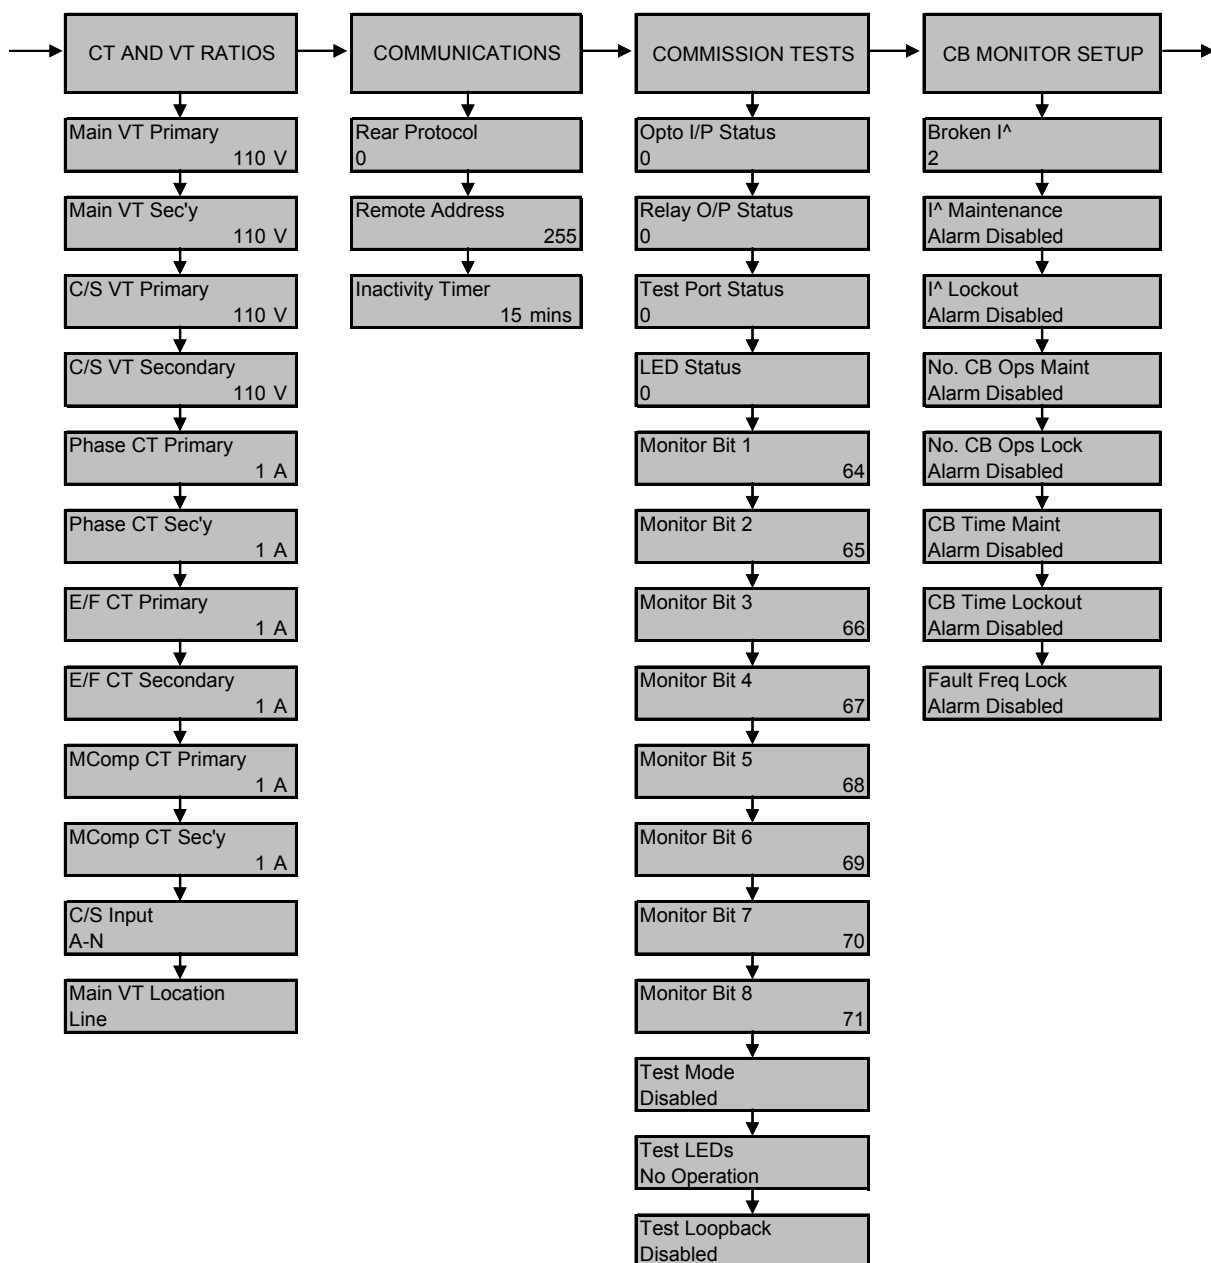 CT AND VT RATIOS
Main VT Primary
110 V
Main VT Sec'y
110 V
C/S VT Primary
110 V
C/S VT Secondary
110 V
Phase CT Primary
1 A
Phase CT Sec'y
1 A
E/F CT Primary
1 A
E/F CT Secondary
1 A
MComp CT Primary
1 A
MComp CT Sec'y
1 A
C/S Input
A-N
Main VT Location
Line
COMMUNICATIONS
Rear Protocol
0
Remote Address
255
Inactivity Timer
15 mins
COMMISSION TESTS
Opto I/P Status
0
Relay O/P Status
0
Test Port Status
0
LED Status
0
Monitor Bit 1
64
Monitor Bit 2
65
Monitor Bit 3
66
Monitor Bit 4
67
Monitor Bit 5
68
Monitor Bit 6
69
Monitor Bit 7
70
Monitor Bit 8
71
Test Mode
Disabled
Test LEDs
No Operation
Test Loopback
Disabled
CB MONITOR SETUP
Broken I^
2
I^ Maintenance
Alarm Disabled
I^ Lockout
Alarm Disabled
No. CB Ops Maint
Alarm Disabled
No. CB Ops Lock
Alarm Disabled
CB Time Maint
Alarm Disabled
CB Time Lockout
Alarm Disabled
Fault Freq Lock
Alarm Disabled